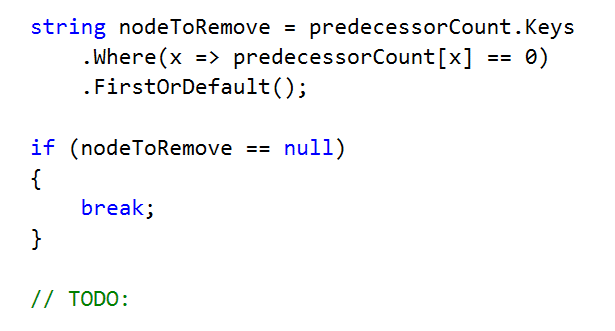 string nodeToRemove = predecessorCount.Keys
    .Where(x => predecessorCount[x] == 0)
    .FirstOrDefault();

if (nodeToRemove == null)
{
    break;
}

// TODO: